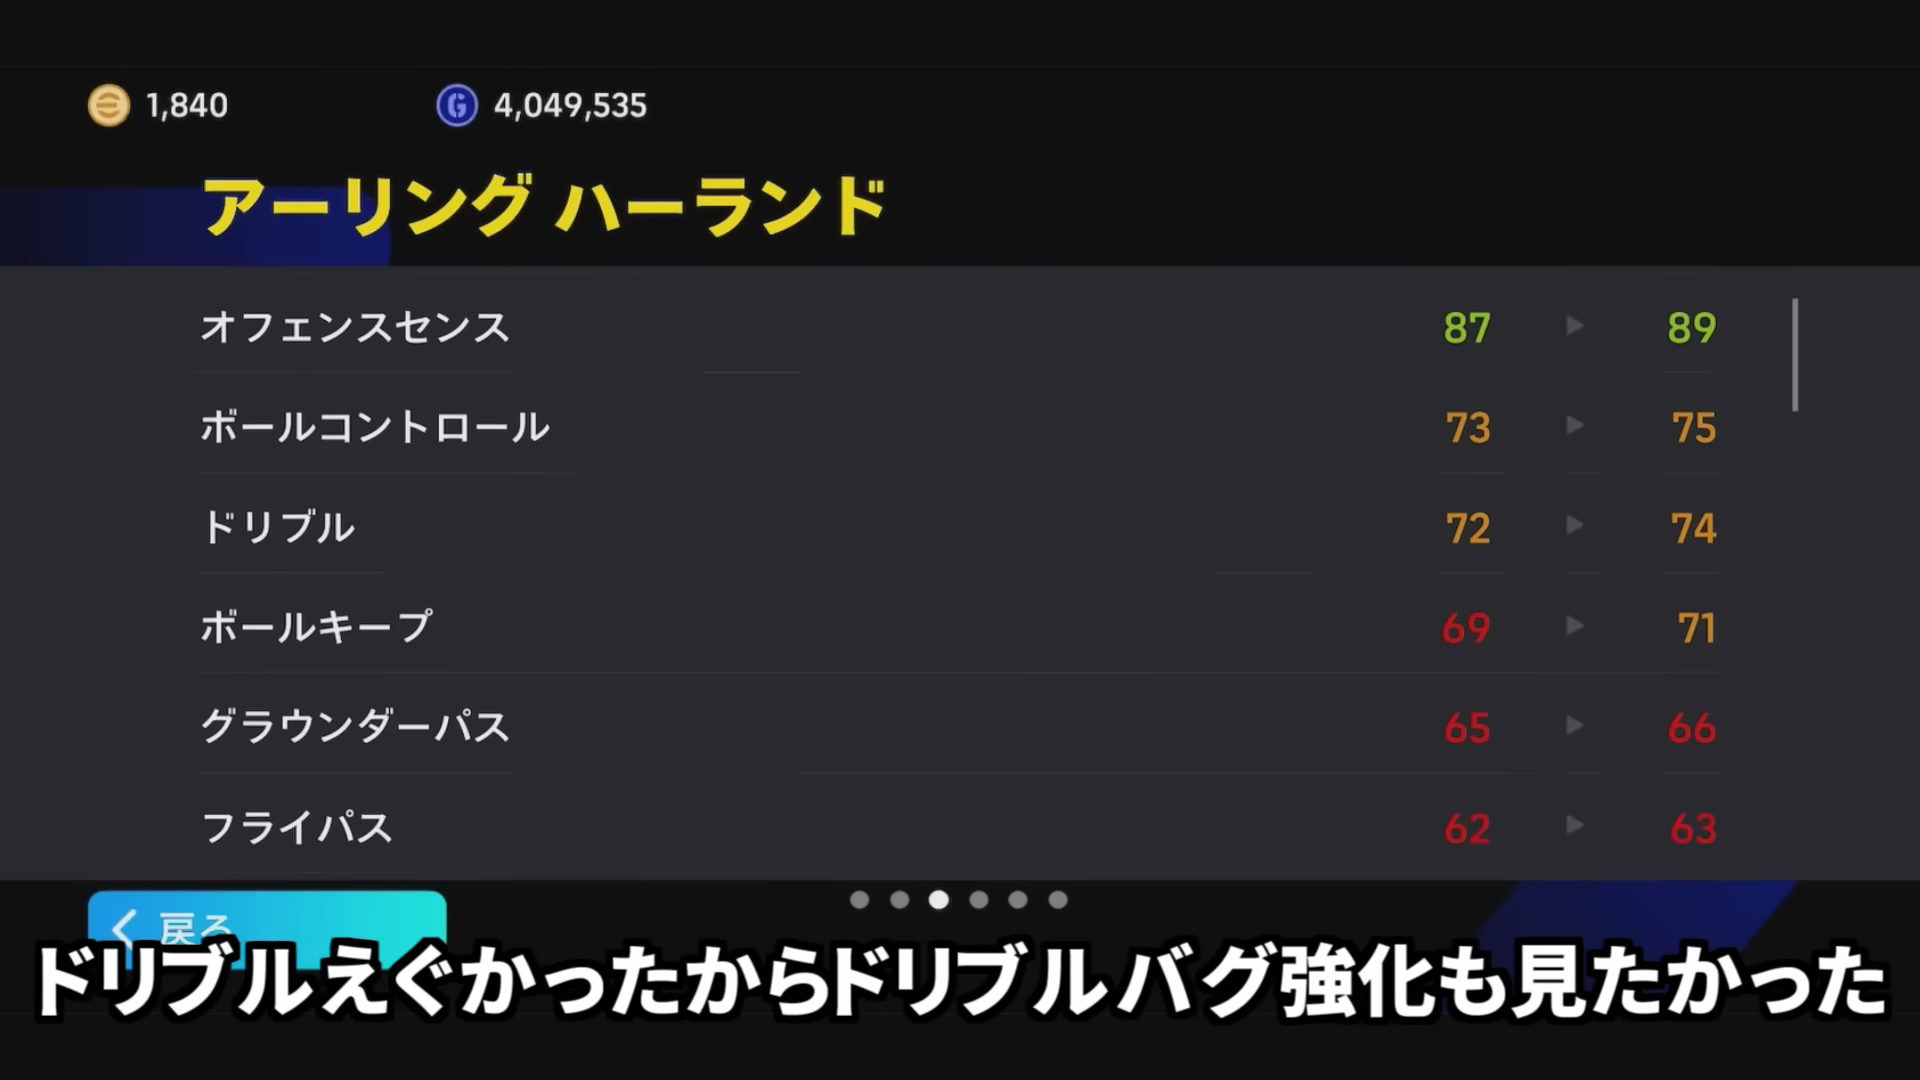 1,840
4,049,535
アーリング ハーランド
オフェンスセンス 87 ▶ 89
ボールコントロール 73 ▶ 75
ドリブル 72 ▶ 74
ボールキープ 69 ▶ 71
グラウンダーパス 65 ▶ 66
フライパス 62 ▶ 63
戻る
ドリブルえぐかったからドリブルバグ強化も見たかった